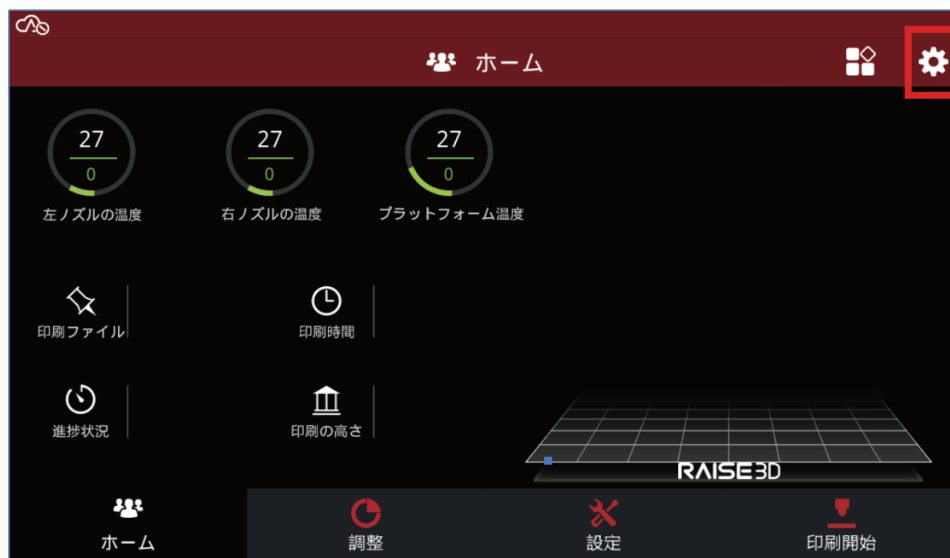 ホーム
27
0
左ノズルの温度
27
0
右ノズルの温度
27
0
プラットフォーム温度
印刷ファイル
印刷時間
進捗状況
印刷の高さ
RAISE3D
ホーム
調整
設定
印刷開始